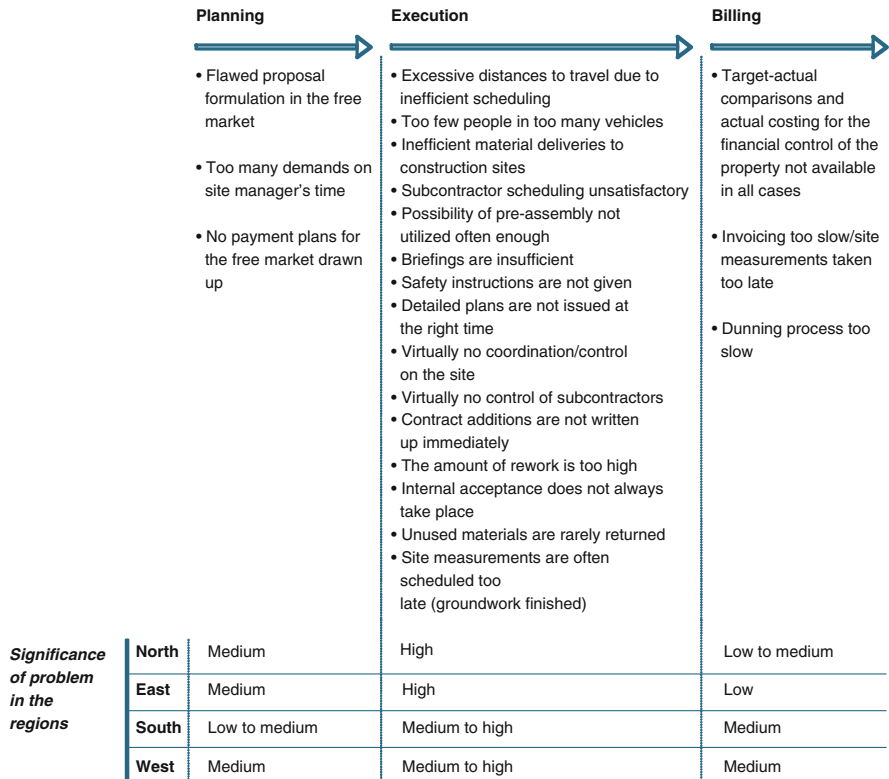 Planning
Execution
Billing
• Flawed proposal
formulation in the free
market
• Too many demands on
site manager’s time
• No payment plans for
the free market drawn
up
• Excessive distances to travel due to
inefficient scheduling
• Too few people in too many vehicles
• Inefficient material deliveries to
construction sites
• Subcontractor scheduling unsatisfactory
• Possibility of pre-assembly not
utilized often enough
• Briefings are insufficient
• Safety instructions are not given
• Detailed plans are not issued at
the right time
• Virtually no coordination/control
on the site
• Virtually no control of subcontractors
• Contract additions are not written
up immediately
• The amount of rework is too high
• Internal acceptance does not always
take place
• Unused materials are rarely returned
• Site measurements are often
scheduled too
late (groundwork finished)
• Target-actual
comparisons and
actual costing for the
financial control of the
property not available
in all cases
• Invoicing too slow/site
measurements taken
too late
• Dunning process too
slow
Significance
of problem
in the
regions
North Medium High Low to medium
East Medium High Low
South Low to medium Medium to high Medium
West Medium Medium to high Medium